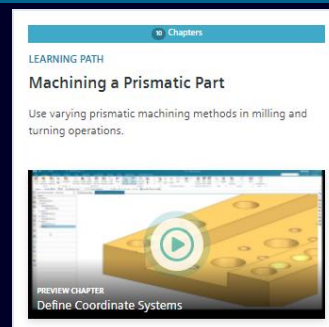 10 Chapters
LEARNING PATH
Machining a Prismatic Part
Use varying prismatic machining methods in milling and
turning operations.
PREVIEW CHAPTER
Define Coordinate Systems